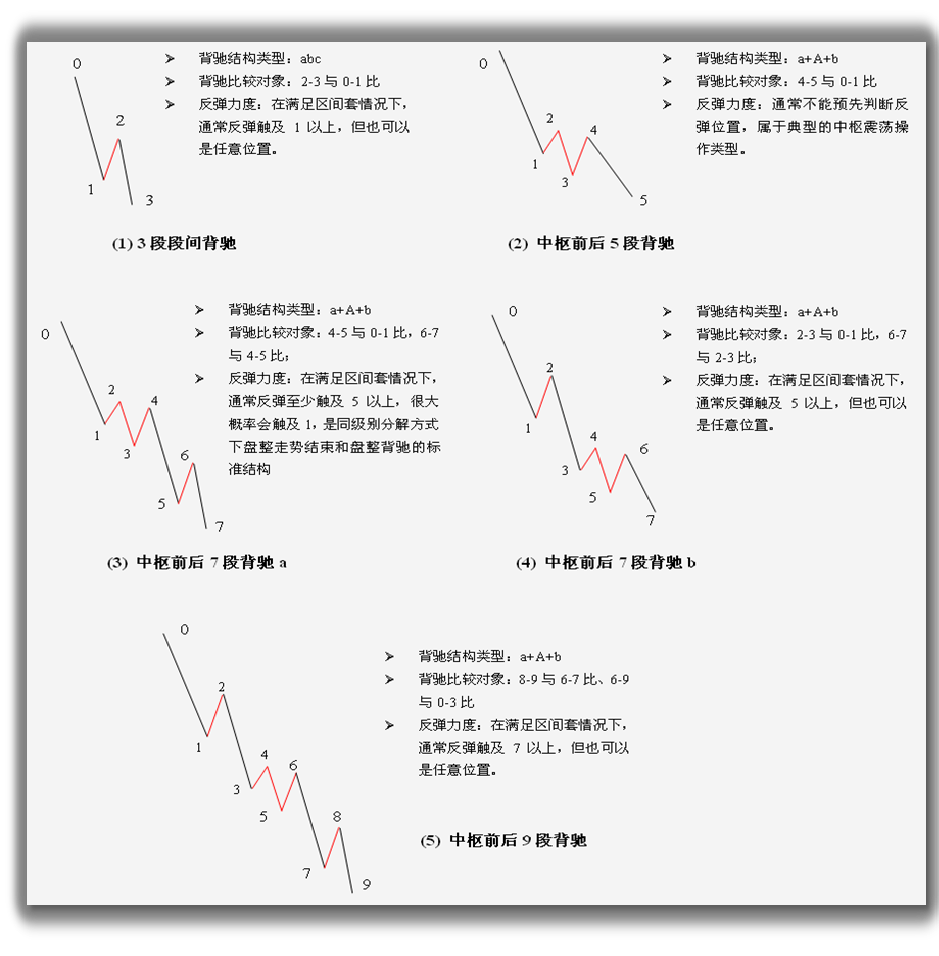 0
1
2
3
➢ 背驰结构类型：abc
➢ 背驰比较对象：2-3与0-1比
➢ 反弹力度：在满足区间套情况下，
通常反弹触及 1以上，但也可以
是任意位置。
(1) 3段段间背驰
0
1
2
3
4
5
➢ 背驰结构类型：a+A+b
➢ 背驰比较对象：4-5与0-1比
➢ 反弹力度：通常不能预先判断反
弹位置，属于典型的中枢震荡操
作类型。
(2) 中枢前后5段背驰
0
1
2
3
4
5
6
7
➢ 背驰结构类型：a+A+b
➢ 背驰比较对象：4-5与0-1比，6-7
与4-5比；
➢ 反弹力度：在满足区间套情况下，
通常反弹至少触及 5以上，很大
概率会触及1，是同级别分解方式
下盘整走势结束和盘整背驰的标
准结构
(3) 中枢前后7段背驰a
0
1
2
3
4
5
6
7
➢ 背驰结构类型：a+A+b
➢ 背驰比较对象：2-3与0-1比，6-7
与2-3比；
➢ 反弹力度：在满足区间套情况下，
通常反弹触及 5以上，但也可以
是任意位置。
(4) 中枢前后7段背驰b
0
1
2
3
4
5
6
7
8
9
➢ 背驰结构类型：a+A+b
➢ 背驰比较对象：8-9与6-7比、6-9
与0-3比
➢ 反弹力度：在满足区间套情况下，
通常反弹触及 7以上，但也可以
是任意位置。
(5) 中枢前后9段背驰